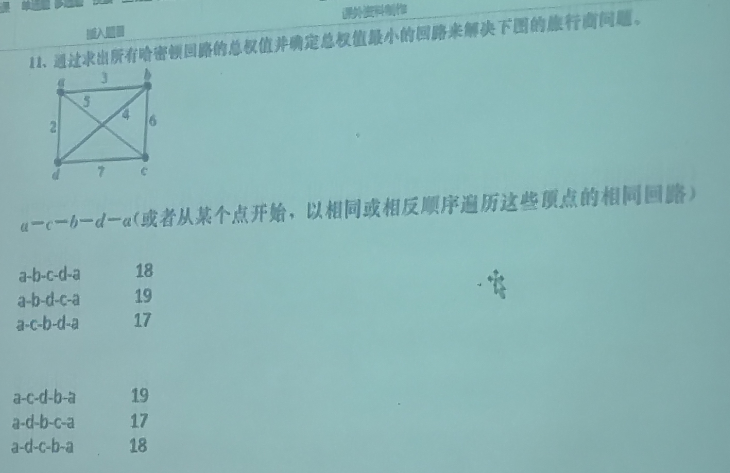 单选题
插入题目
课外资料制作
11、通过求出所有哈密顿回路的总权值并确定总权值最小的回路来解决下图的旅行商问题。
a 3 b
5
4
2 6
d 7 c
a－c－b－d－a(或者从某个点开始，以相同或相反顺序遍历这些顶点的相同回路)
a-b-c-d-a 18
a-b-d-c-a 19
a-c-b-d-a 17
a-c-d-b-a 19
a-d-b-c-a 17
a-d-c-b-a 18